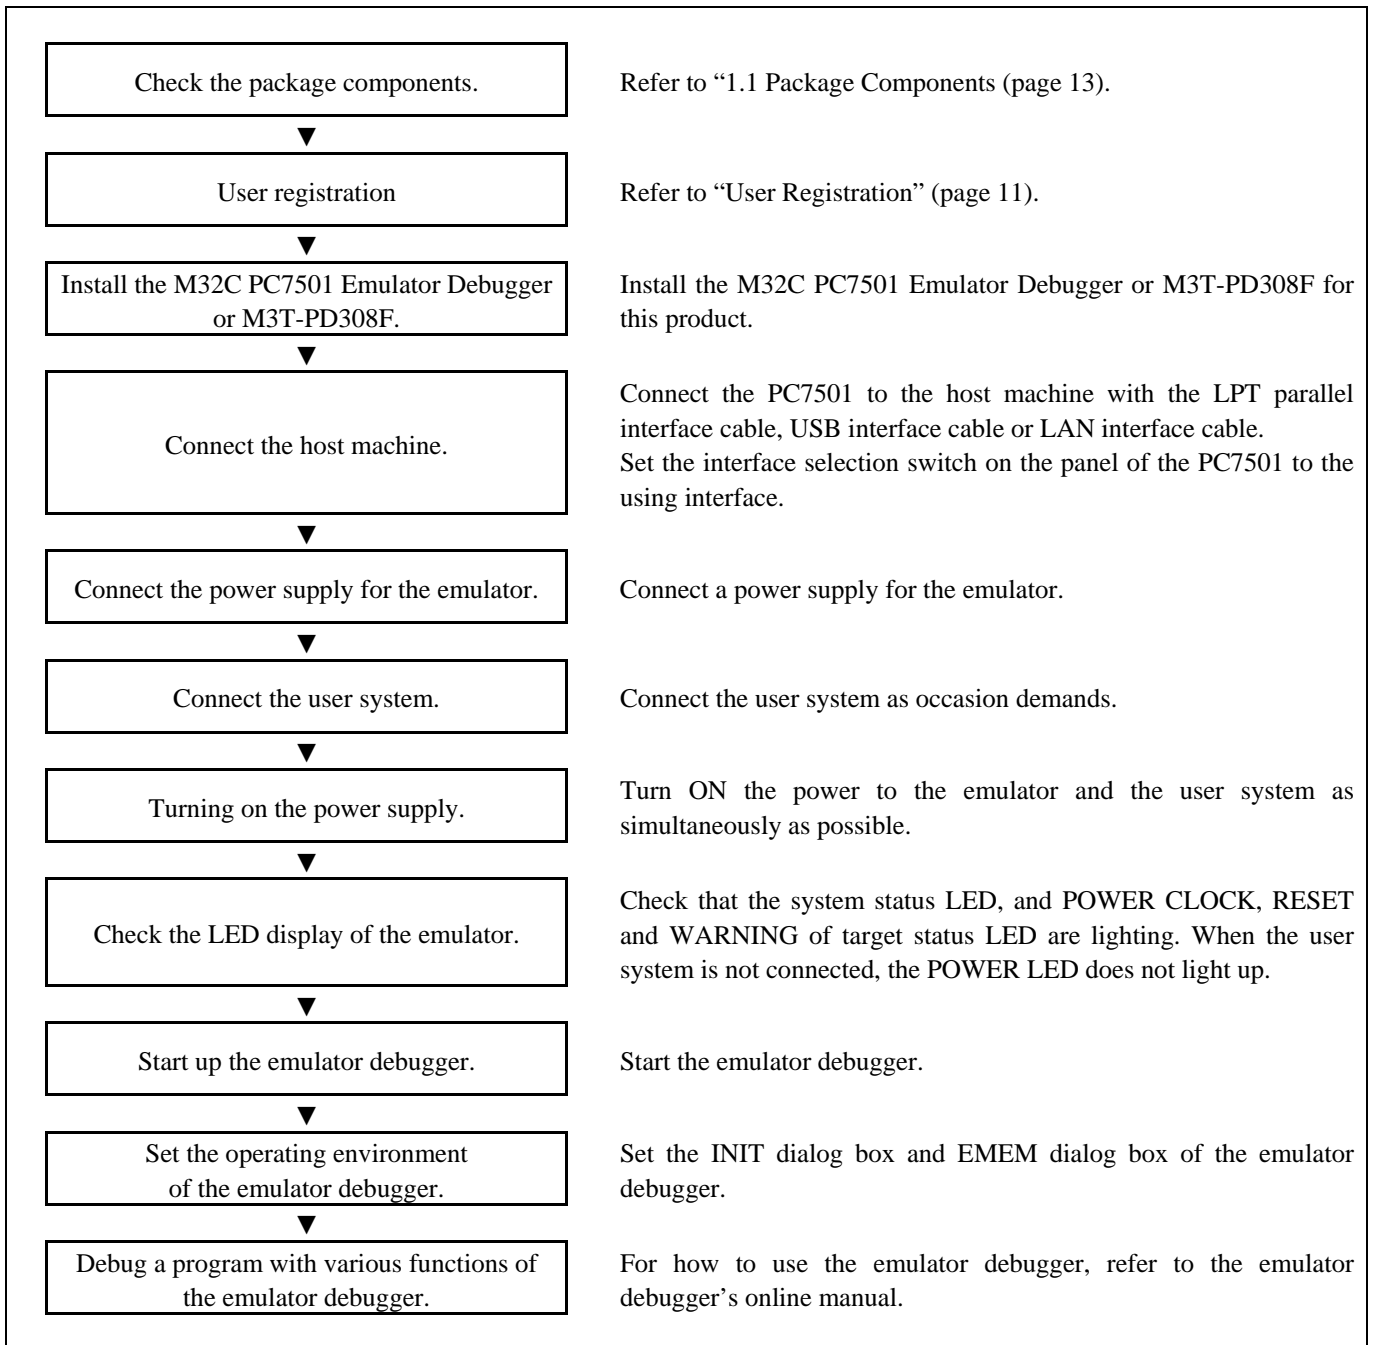 Check the package components.
Refer to “1.1 Package Components (page 13).
▼
User registration
Refer to “User Registration” (page 11).
▼
Install the M32C PC7501 Emulator Debugger
or M3T-PD308F.
Install the M32C PC7501 Emulator Debugger or M3T-PD308F for
this product.
▼
Connect the host machine.
Connect the PC7501 to the host machine with the LPT parallel
interface cable, USB interface cable or LAN interface cable.
Set the interface selection switch on the panel of the PC7501 to the
using interface.
▼
Connect the power supply for the emulator.
Connect a power supply for the emulator.
▼
Connect the user system.
Connect the user system as occasion demands.
▼
Turning on the power supply.
Turn ON the power to the emulator and the user system as
simultaneously as possible.
▼
Check the LED display of the emulator.
Check that the system status LED, and POWER CLOCK, RESET
and WARNING of target status LED are lighting. When the user
system is not connected, the POWER LED does not light up.
▼
Start up the emulator debugger.
Start the emulator debugger.
▼
Set the operating environment
of the emulator debugger.
Set the INIT dialog box and EMEM dialog box of the emulator
debugger.
▼
Debug a program with various functions of
the emulator debugger.
For how to use the emulator debugger, refer to the emulator
debugger’s online manual.